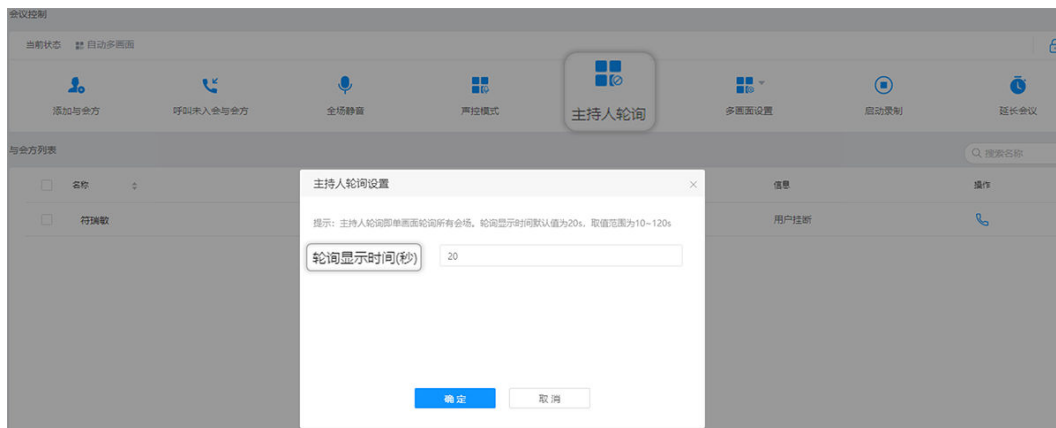 会议控制
当前状态 自动多画面
添加与会方 呼叫未入会与会方 全场静音 声控模式 主持人轮询 多画面设置 启动录制 延长会议
与会方列表 搜索名称
名称 信息 操作
符瑞敏 用户挂断
主持人轮询设置
提示：主持人轮询即单画面轮询所有会场。轮询显示时间默认值为20s，取值范围为10~120s
轮询显示时间(秒) 20
确定 取消